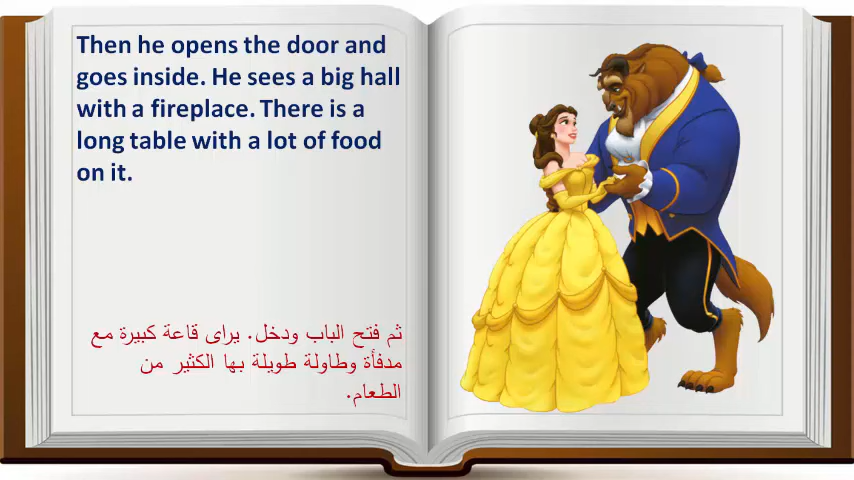 Then he opens the door and
goes inside. He sees a big hall
with a fireplace. There is a
long table with a lot of food
on it.
ثم فتح الباب ودخل. يراى قاعة كبيرة مع
مدفأة وطاولة طويلة بها الكثير من
الطعام.